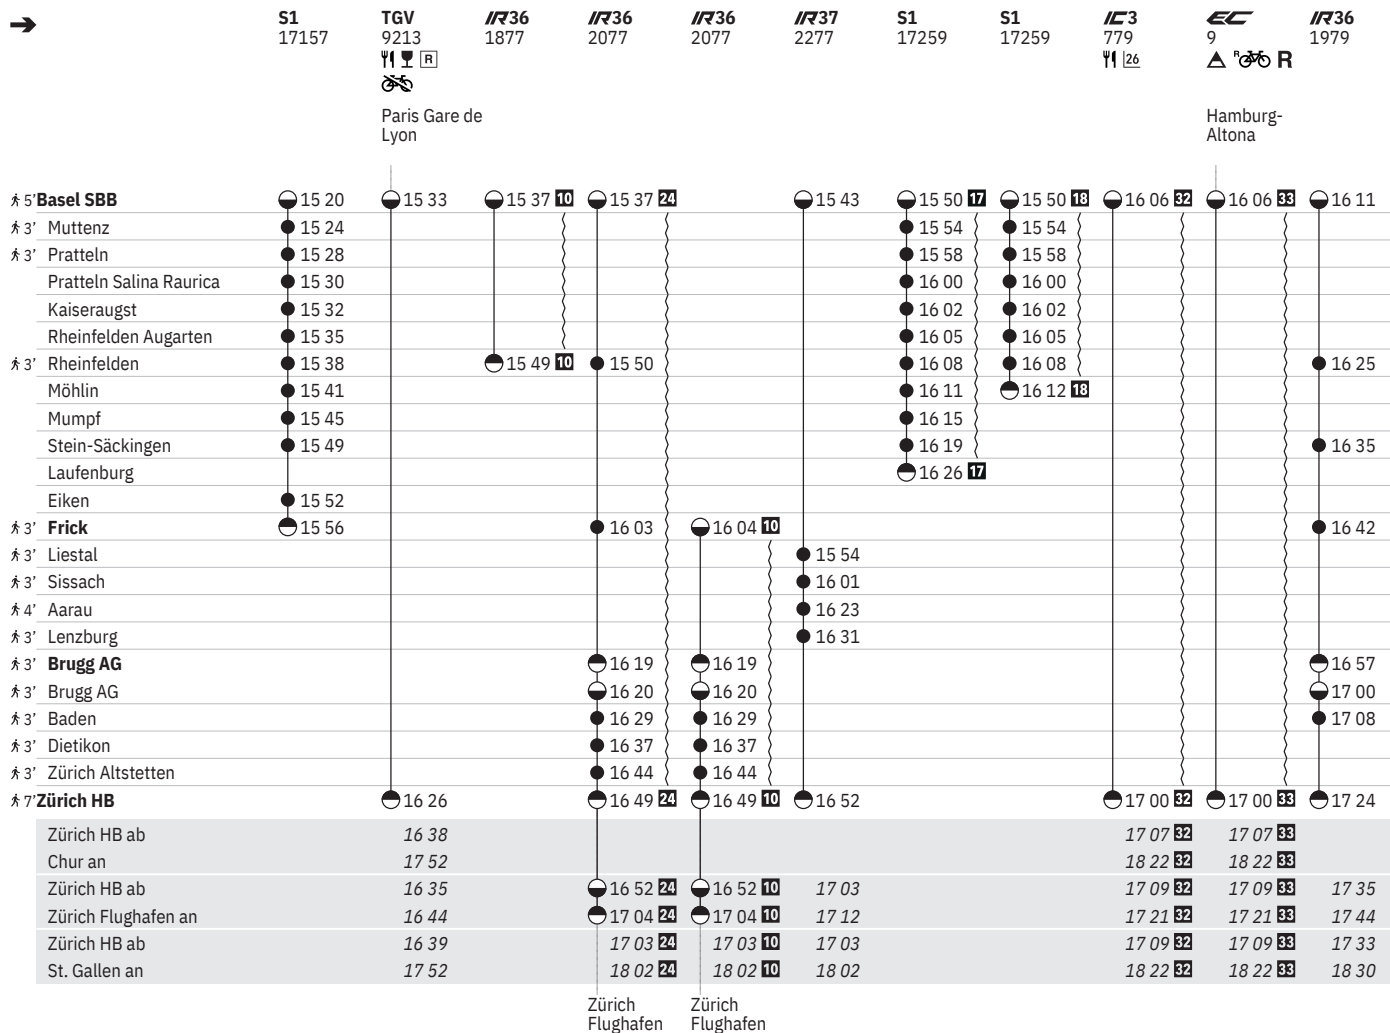 S1 TGV IR36 IR36 IR36 IR37 S1 S1 IC3 EC IR36
17157 9213 1877 2077 2077 2277 17259 17259 779 9 1979
R 26 R R
Paris Gare de Lyon Hamburg-Altona
5’ Basel SBB 15 20 15 33 15 37 10 15 37 24 15 43 15 50 17 15 50 18 16 06 32 16 06 33 16 11
3’ Muttenz 15 24 15 54 15 54
3’ Pratteln 15 28 15 58 15 58
Pratteln Salina Raurica 15 30 16 00 16 00
Kaiseraugst 15 32 16 02 16 02
Rheinfelden Augarten 15 35 16 05 16 05
3’ Rheinfelden 15 38 15 49 10 15 50 16 08 16 08 16 25
Möhlin 15 41 16 11 16 12 18
Mumpf 15 45 16 15
Stein-Säckingen 15 49 16 19 16 35
Laufenburg 16 26 17
Eiken 15 52
3’ Frick 15 56 16 03 16 04 10 16 42
3’ Liestal 15 54
3’ Sissach 16 01
4’ Aarau 16 23
3’ Lenzburg 16 31
3’ Brugg AG 16 19 16 19 16 57
3’ Brugg AG 16 20 16 20 17 00
3’ Baden 16 29 16 29 17 08
3’ Dietikon 16 37 16 37
3’ Zürich Altstetten 16 44 16 44
7’ Zürich HB 16 26 16 49 24 16 49 10 16 52 17 00 32 17 00 33 17 24
Zürich HB ab 16 38 17 07 32 17 07 33
Chur an 17 52 18 22 32 18 22 33
Zürich HB ab 16 35 16 52 24 16 52 10 17 03 17 09 32 17 09 33 17 35
Zürich Flughafen an 16 44 17 04 24 17 04 10 17 12 17 21 32 17 21 33 17 44
Zürich HB ab 16 39 17 03 24 17 03 10 17 03 17 09 32 17 09 33 17 33
St. Gallen an 17 52 18 02 24 18 02 10 18 02 18 22 32 18 22 33 18 30
Zürich Zürich
Flughafen Flughafen